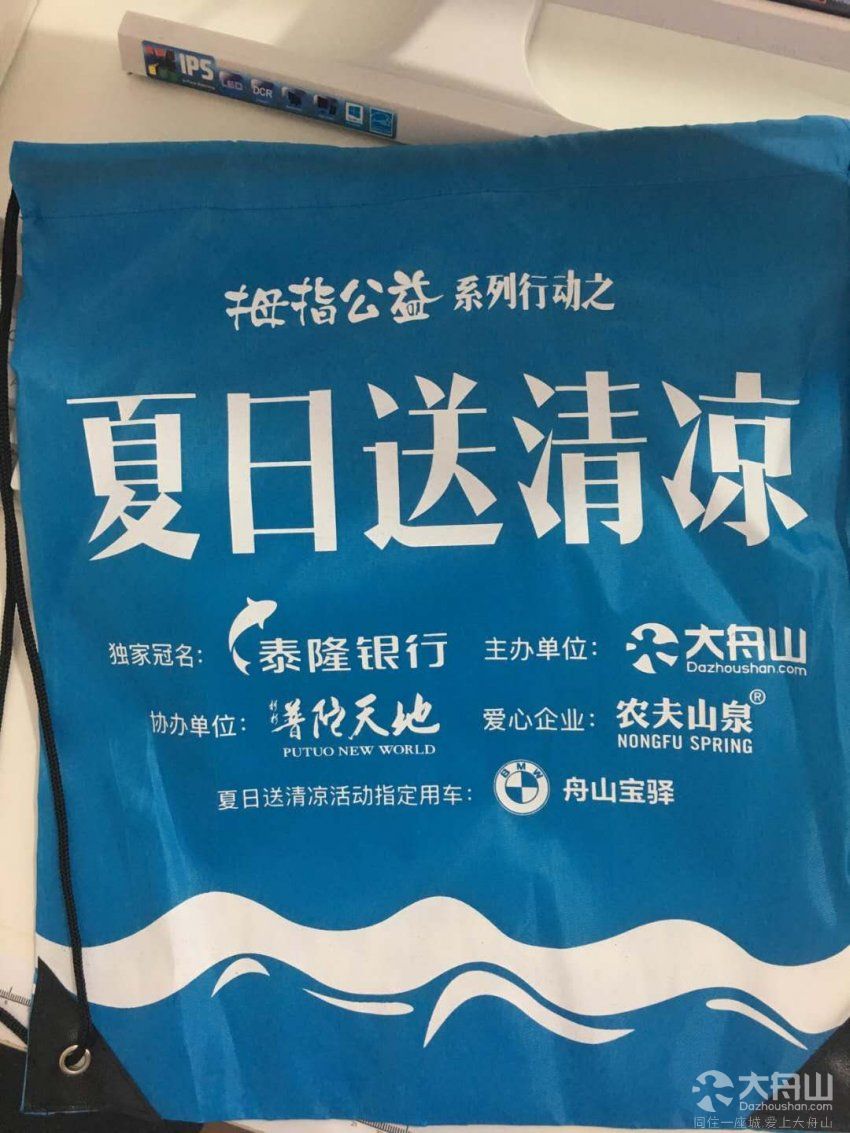 IPS
LED
DCR
拇指公益 系列行动之
夏日送清凉
独家冠名： 泰隆银行 主办单位： 大舟山
Dazhoushan.com
协办单位： 普陀天地 爱心企业： 农夫山泉®
PUTUO NEW WORLD NONGFU SPRING
夏日送清凉活动指定用车： BMW 舟山宝驿
大舟山
Dazhoushan.com
同住一座城 爱上大舟山